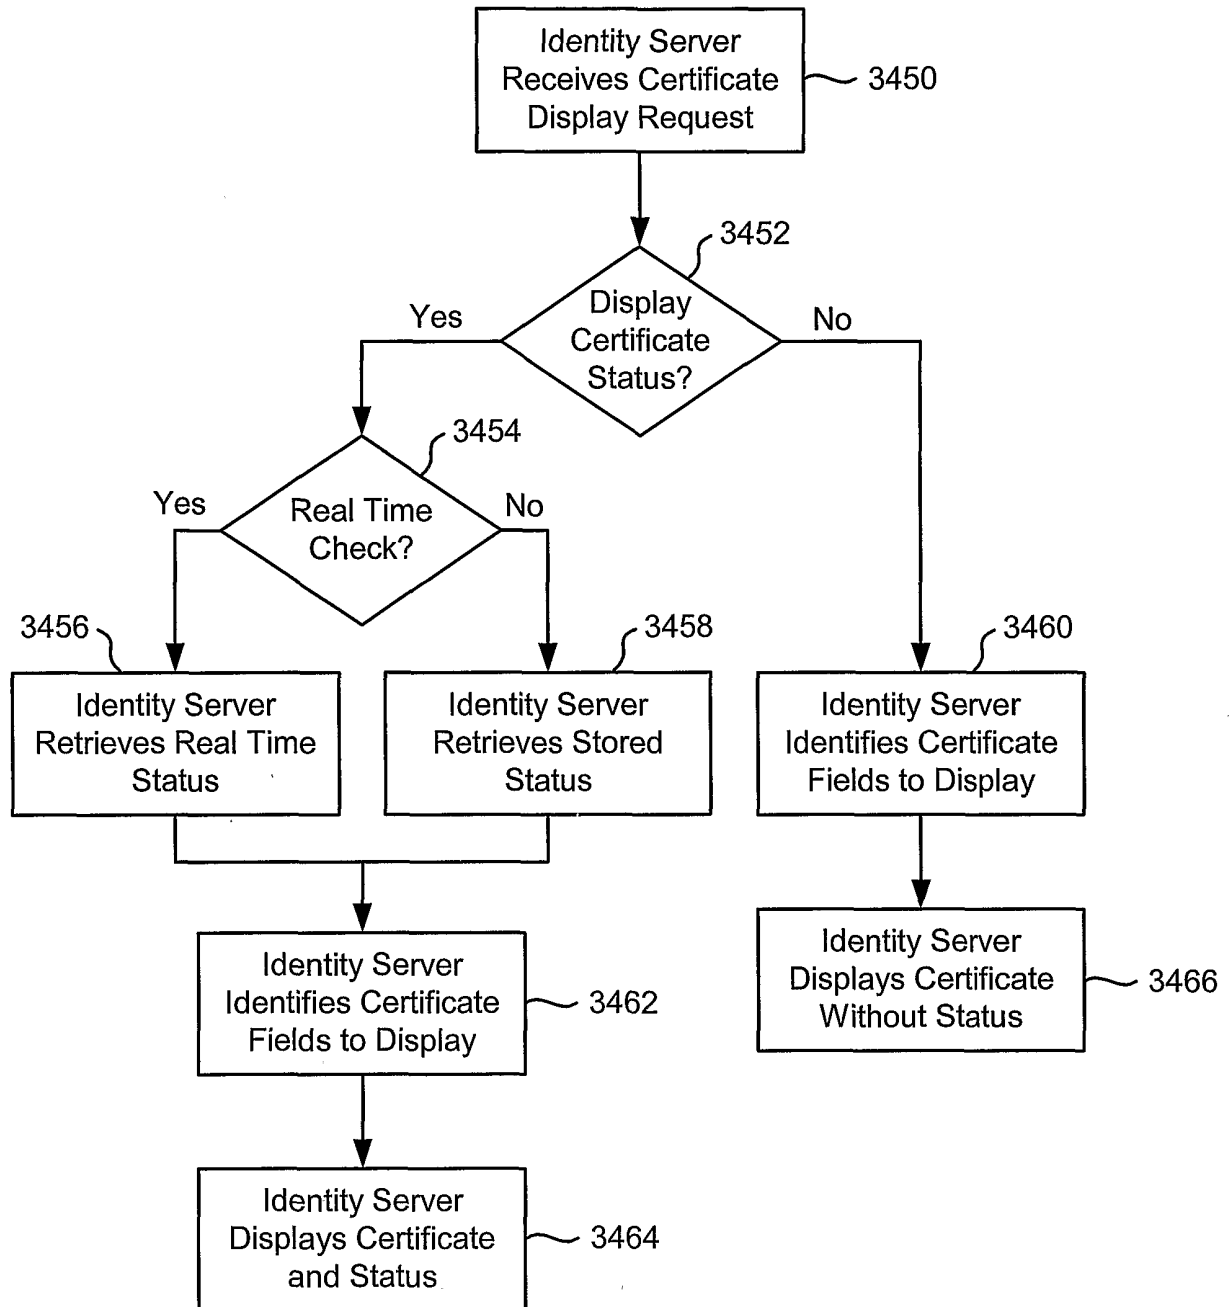 Identity Server
Receives Certificate
Display Request
3450
3452
Display
Certificate
Status?
Yes
No
3454
Real Time
Check?
Yes
No
3456
3458
3460
Identity Server
Retrieves Real Time
Status
Identity Server
Retrieves Stored
Status
Identity Server
Identifies Certificate
Fields to Display
Identity Server
Identifies Certificate
Fields to Display
3462
Identity Server
Displays Certificate
Without Status
3466
Identity Server
Displays Certificate
and Status
3464